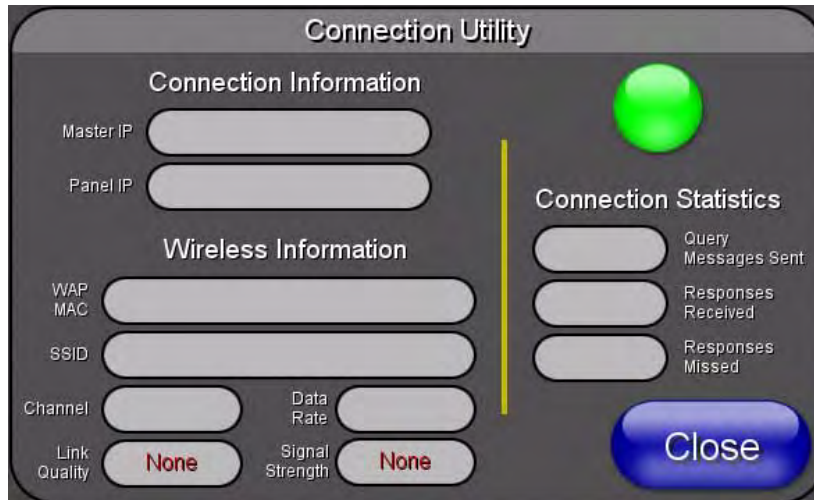 Connection Utility
Connection Information
Master IP
Panel IP
Wireless Information
WAP
MAC
SSID
Channel
Data
Rate
Link
Quality
None
Signal
Strength
None
Connection Statistics
Query
Messages Sent
Responses
Received
Responses
Missed
Close